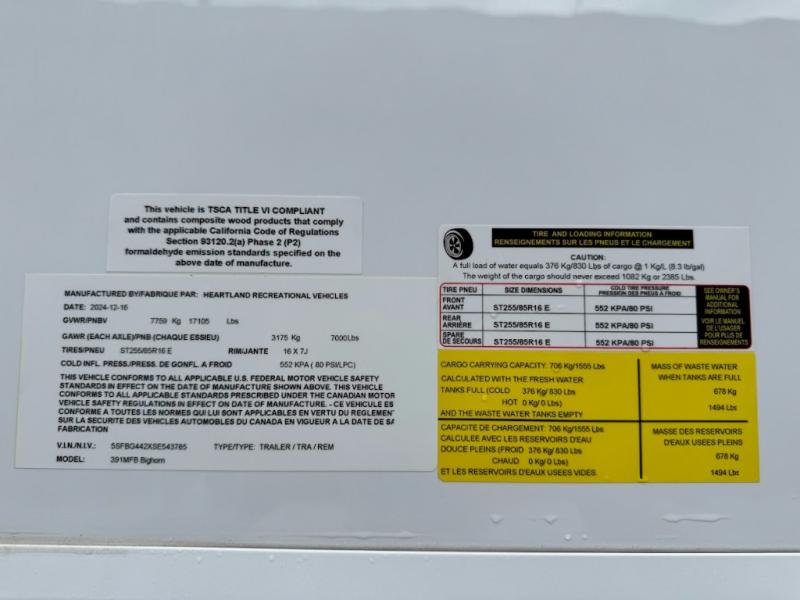 This vehicle is TSCA TITLE VI COMPLIANT
and contains composite wood products that comply
with the applicable California Code of Regulations
Section 93120.2(a) Phase 2 (P2)
formaldehyde emission standards specified on the
above date of manufacture.
MANUFACTURED BY/FABRIQUE PAR: HEARTLAND RECREATIONAL VEHICLES
DATE: 2024-12-16
GVWR/PNBV 7759 Kg 17105 Lbs
GAWR (EACH AXLE)/PNB (CHAQUE ESSIEU) 3175 Kg 7000Lbs
TIRES/PNEU ST255/85R16 E RIM/JANTE 16 X 7J
COLD INFL. PRESS./PRESS. DE GONFL. A FROID 552 KPA ( 80 PSI/LPC)
THIS VEHICLE CONFORMS TO ALL APPLICABLE U.S. FEDERAL MOTOR VEHICLE SAFETY
STANDARDS IN EFFECT ON THE DATE OF MANUFACTURE SHOWN ABOVE. THIS VEHICLE
CONFORMS TO ALL APPLICABLE STANDARDS PRESCRIBED UNDER THE CANADIAN MOTOR
VEHICLE SAFETY REGULATIONS IN EFFECT ON DATE OF MANUFACTURE. - CE VEHICULE ES
CONFORME A TOUTES LES NORMES QUI LUI SONT APPLICABLES EN VERTU DU REGLEMEN
SUR LA SECURITE DES VEHICLES AUTOMOBILES DU CANADA EN VIGUEUR A LA DATE DE SA
FABRICATION
V.I.N./N.I.V.: 5SFBG442XSE543765 TYPE/TYPE: TRAILER / TRA / REM
MODEL: 391MFB Bighorn
TIRE AND LOADING INFORMATION
RENSEIGNEMENTS SUR LES PNEUS ET LE CHARGEMENT
CAUTION:
A full load of water equals 376 Kg/830 Lbs of cargo @ 1 Kg/L (8.3 lb/gal)
The weight of the cargo should never exceed 1082 Kg or 2385 Lbs.
TIRE PNEU SIZE DIMENSIONS COLD TIRE PRESSURE
PRESSION DES PNEUS A FROID
FRONT
AVANT ST255/85R16 E 552 KPA/80 PSI
REAR
ARRIÈRE ST255/85R16 E 552 KPA/80 PSI
SPARE
DE SECOURS ST255/85R16 E 552 KPA/80 PSI
SEE OWNER'S
MANUAL FOR
ADDITIONAL
INFORMATION
VOIR LE MANUEL
DE L'USAGER
POUR PLUS DE
RENSEIGNEMENTS
CARGO CARRYING CAPACITY: 706 Kg/1555 Lbs
CALCULATED WITH THE FRESH WATER
TANKS FULL (COLD 376 Kg/ 830 Lbs
HOT 0 Kg/ 0 Lbs)
AND THE WASTE WATER TANKS EMPTY
MASS OF WASTE WATER
WHEN TANKS ARE FULL
678 Kg
1494 Lbs
CAPACITE DE CHARGEMENT: 706 Kg/1555 Lbs
CALCULEE AVEC LES RESERVOIRS D'EAU
DOUCE PLEINS (FROID 376 Kg/ 830 Lbs
CHAUD 0 Kg/ 0 Lbs)
ET LES RESERVOIRS D'EAUX USEES VIDES.
MASSE DES RESERVOIRS
D'EAUX USEES PLEINS
678 Kg
1494 Lbs